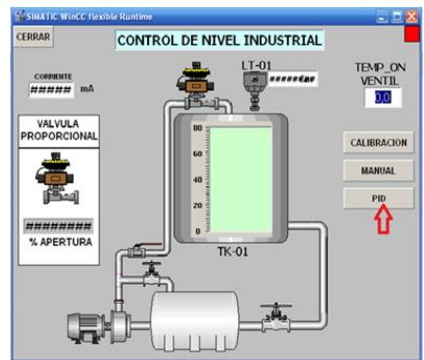 SIMATIC WinCC flexible Runtime
CERRAR
CONTROL DE NIVEL INDUSTRIAL
LT-01
TEMP_ON
VENTIL
0.0
CORRIENTE
##### mA
VALVULA
PROPORCIONAL
########
% APERTURA
80
60
40
20
0
TK-01
CALIBRACION
MANUAL
PID